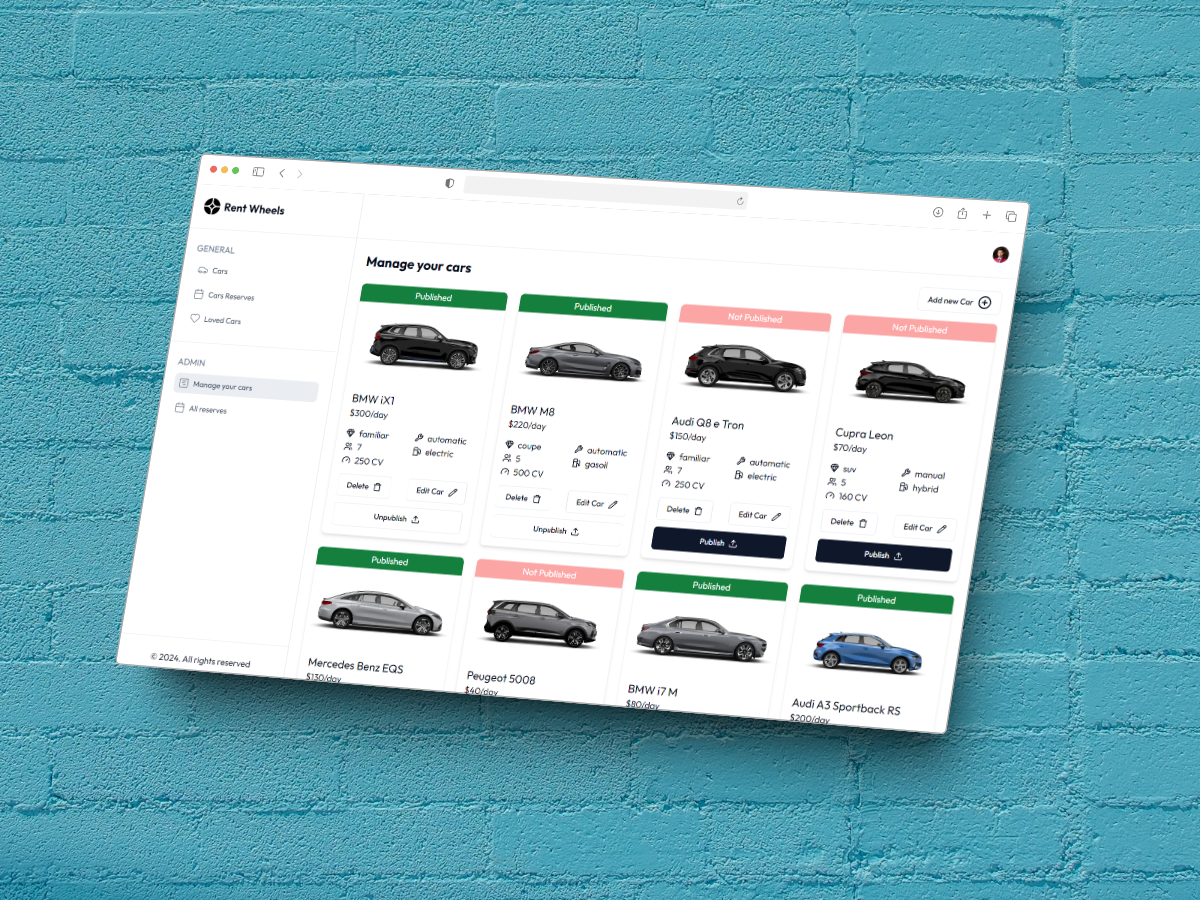 Rent Wheels
GENERAL
Cars
Cars Reserves
Loved Cars
ADMIN
Manage your cars
All reserves
© 2024. All rights reserved
Manage your cars
Add new Car
Published
BMW iX1
$300/day
familiar
automatic
7
electric
250 CV
Delete
Edit Car
Unpublish
Published
BMW M8
$220/day
coupe
automatic
5
gasoil
500 CV
Delete
Edit Car
Unpublish
Not Published
Audi Q8 e Tron
$150/day
familiar
automatic
7
electric
250 CV
Delete
Edit Car
Publish
Not Published
Cupra Leon
$70/day
suv
manual
5
hybrid
160 CV
Delete
Edit Car
Publish
Published
Mercedes Benz EQS
$130/day
Not Published
Peugeot 5008
$40/day
Published
BMW i7 M
$80/day
Published
Audi A3 Sportback RS
$200/day